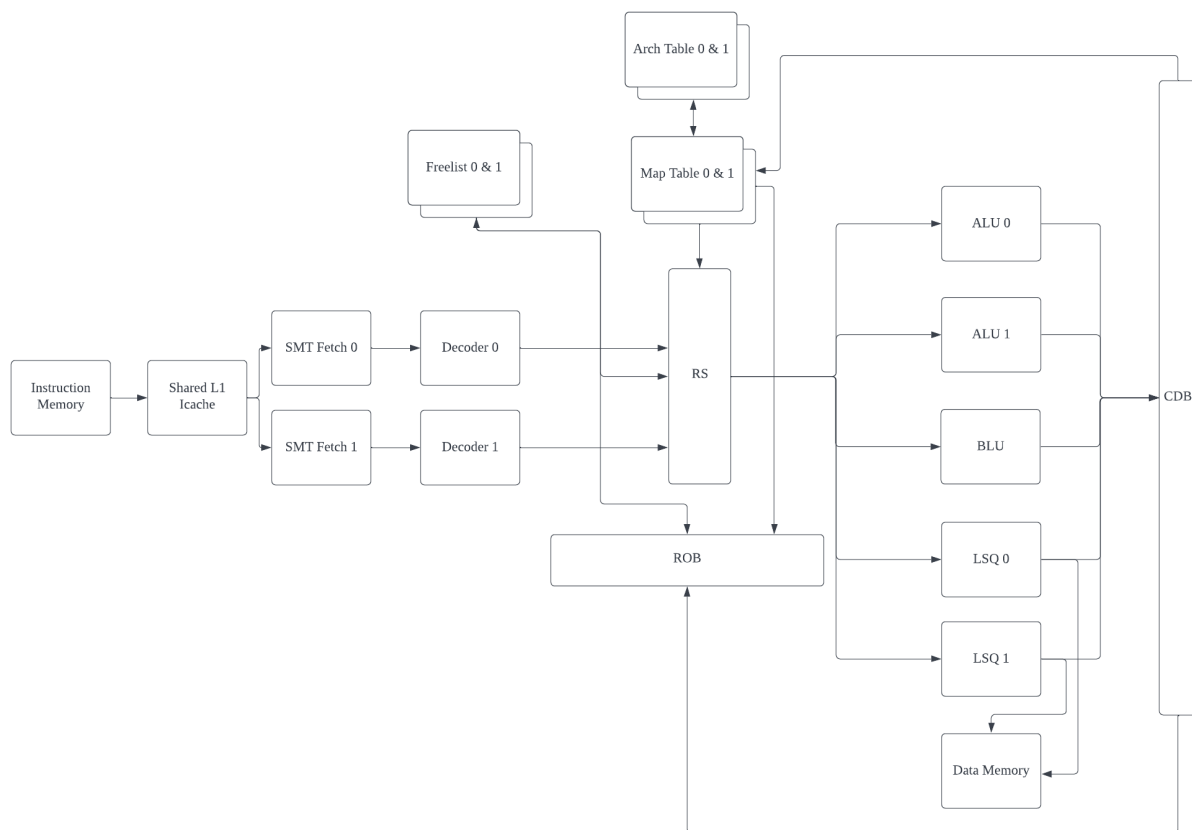 Arch Table 0 & 1
Map Table 0 & 1
Freelist 0 & 1
Instruction
Memory
Shared L1
Icache
SMT Fetch 0
Decoder 0
SMT Fetch 1
Decoder 1
RS
ROB
ALU 0
ALU 1
BLU
LSQ 0
LSQ 1
Data Memory
CDB